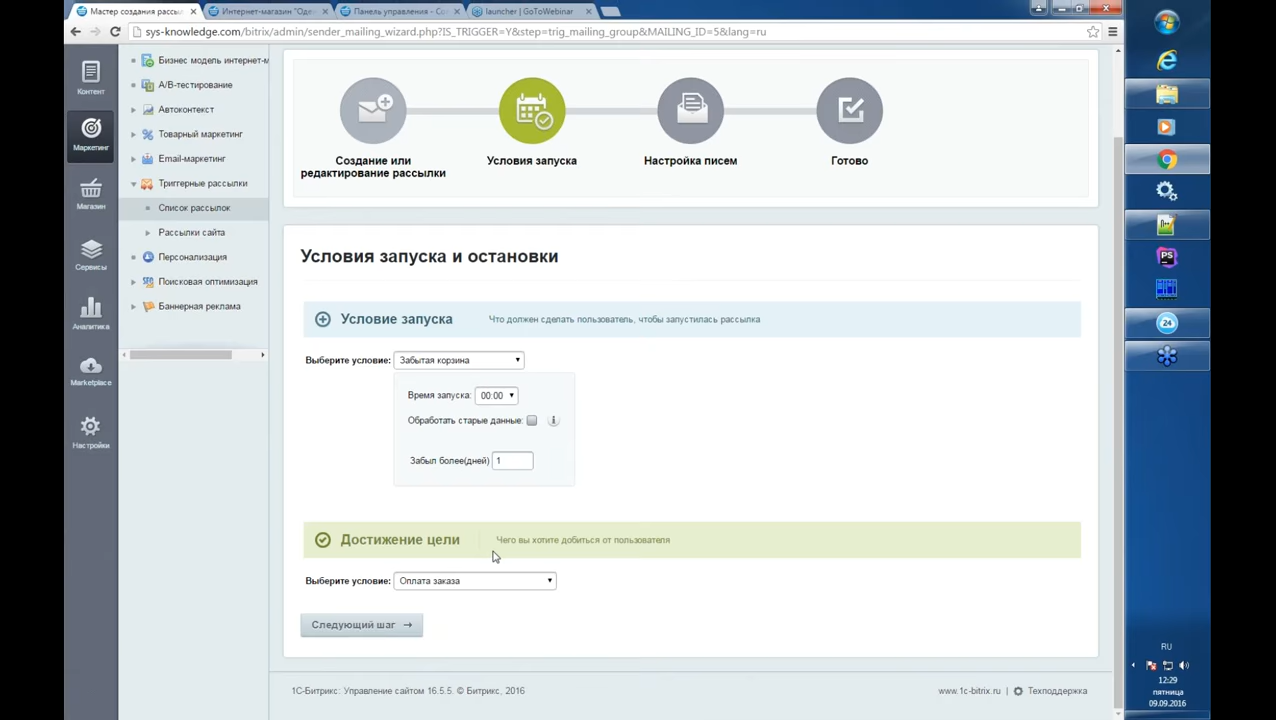 Мастер создания рассыл
Интернет-магазин "Оде
Панель управления - Со
launcher | GoToWebinar
sys-knowledge.com/bitrix/admin/sender_mailing_wizard.php?IS_TRIGGER=Y&step=trig_mailing_group&MAILING_ID=5&lang=ru
Контент
Маркетинг
Магазин
Сервисы
Аналитика
Marketplace
Настройки
Бизнес модель интернет-м
A/B-тестирование
Автоконтекст
Товарный маркетинг
Email-маркетинг
Триггерные рассылки
Список рассылок
Рассылки сайта
Персонализация
Поисковая оптимизация
Баннерная реклама
Создание или
редактирование рассылки
Условия запуска
Настройка писем
Готово
Условия запуска и остановки
Условие запуска
Что должен сделать пользователь, чтобы запустилась рассылка
Выберите условие: Забытая корзина
Время запуска: 00:00
Обработать старые данные:
Забыл более(дней) 1
Достижение цели
Чего вы хотите добиться от пользователя
Выберите условие: Оплата заказа
Следующий шаг →
1С-Битрикс: Управление сайтом 16.5.5. © Битрикс, 2016
www.1c-bitrix.ru
Техподдержка
PS
24
RU
12:29
пятница
09.09.2016